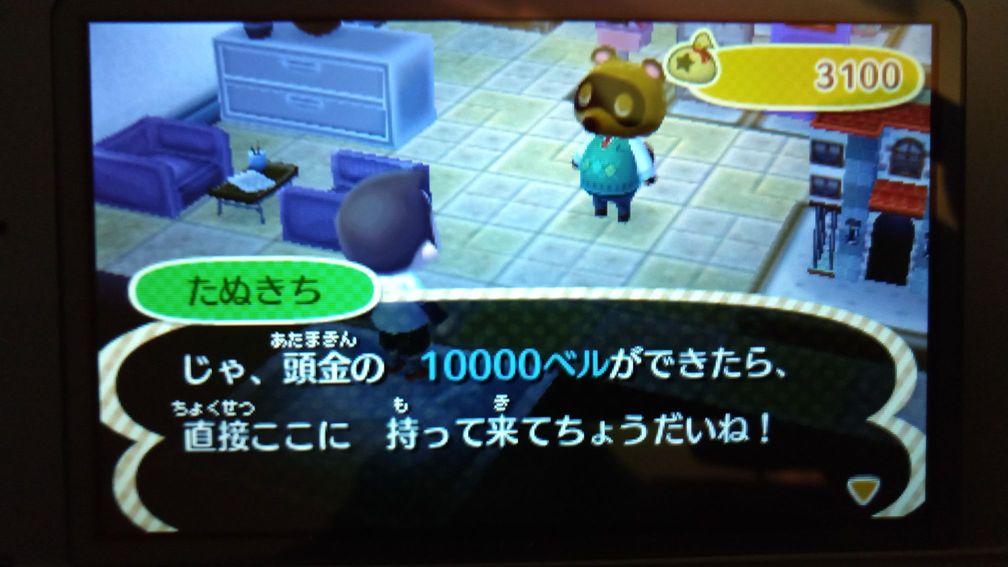 3100
たぬきち
あたまきん
じゃ、頭金の　10000ベルができたら、
ちょくせつ　も　き
直接ここに　持って来てちょうだいね！